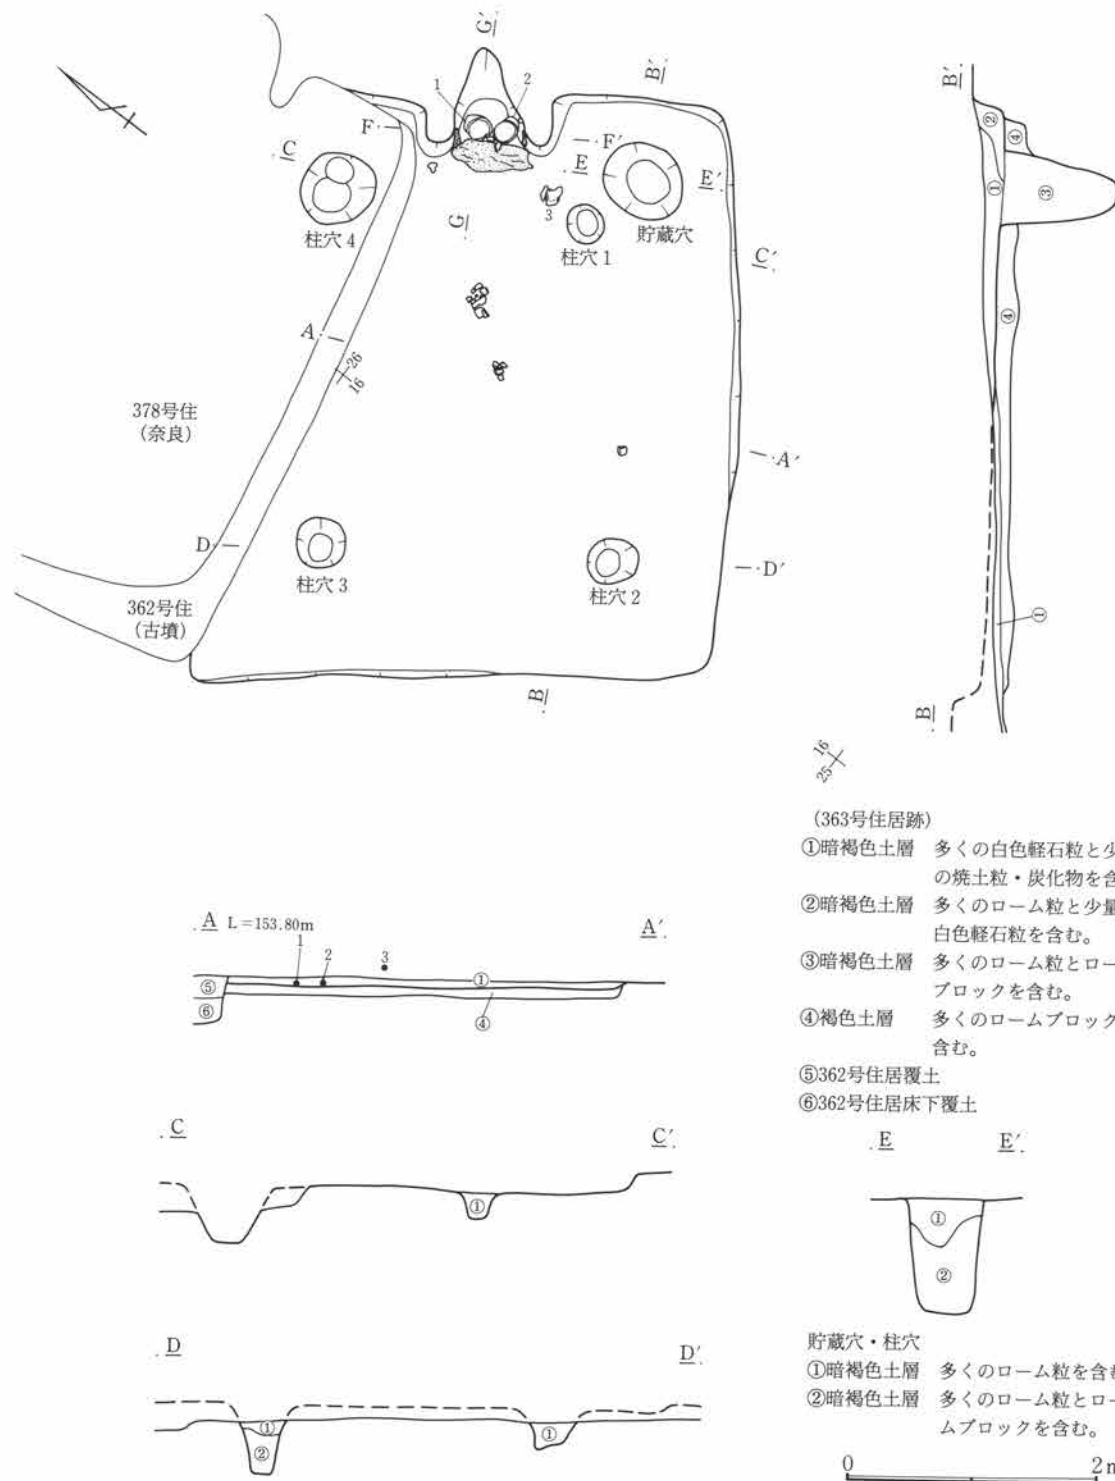 G′
B′
1
2
F
F′
C
E
E′
3
G
柱穴 4
柱穴 1
貯蔵穴
C′
A
26
16
378号住
(奈良)
A′
D
柱穴 3
柱穴 2
D′
362号住
(古墳)
B
B′
②
④
①
③
④
①
B
16
25
(363号住居跡)
①暗褐色土層 多くの白色軽石粒と少
の焼土粒・炭化物を含
②暗褐色土層 多くのローム粒と少量
白色軽石粒を含む。
③暗褐色土層 多くのローム粒とロー
ブロックを含む。
④褐色土層 多くのロームブロック
含む。
⑤362号住居覆土
⑥362号住居床下覆土
A L=153.80m
A′
1
2
3
①
⑤
⑥
④
C
C′
①
E
E′
①
②
D
D′
①
②
①
貯蔵穴・柱穴
①暗褐色土層 多くのローム粒を含む
②暗褐色土層 多くのローム粒とロー
ムブロックを含む。
0 2m